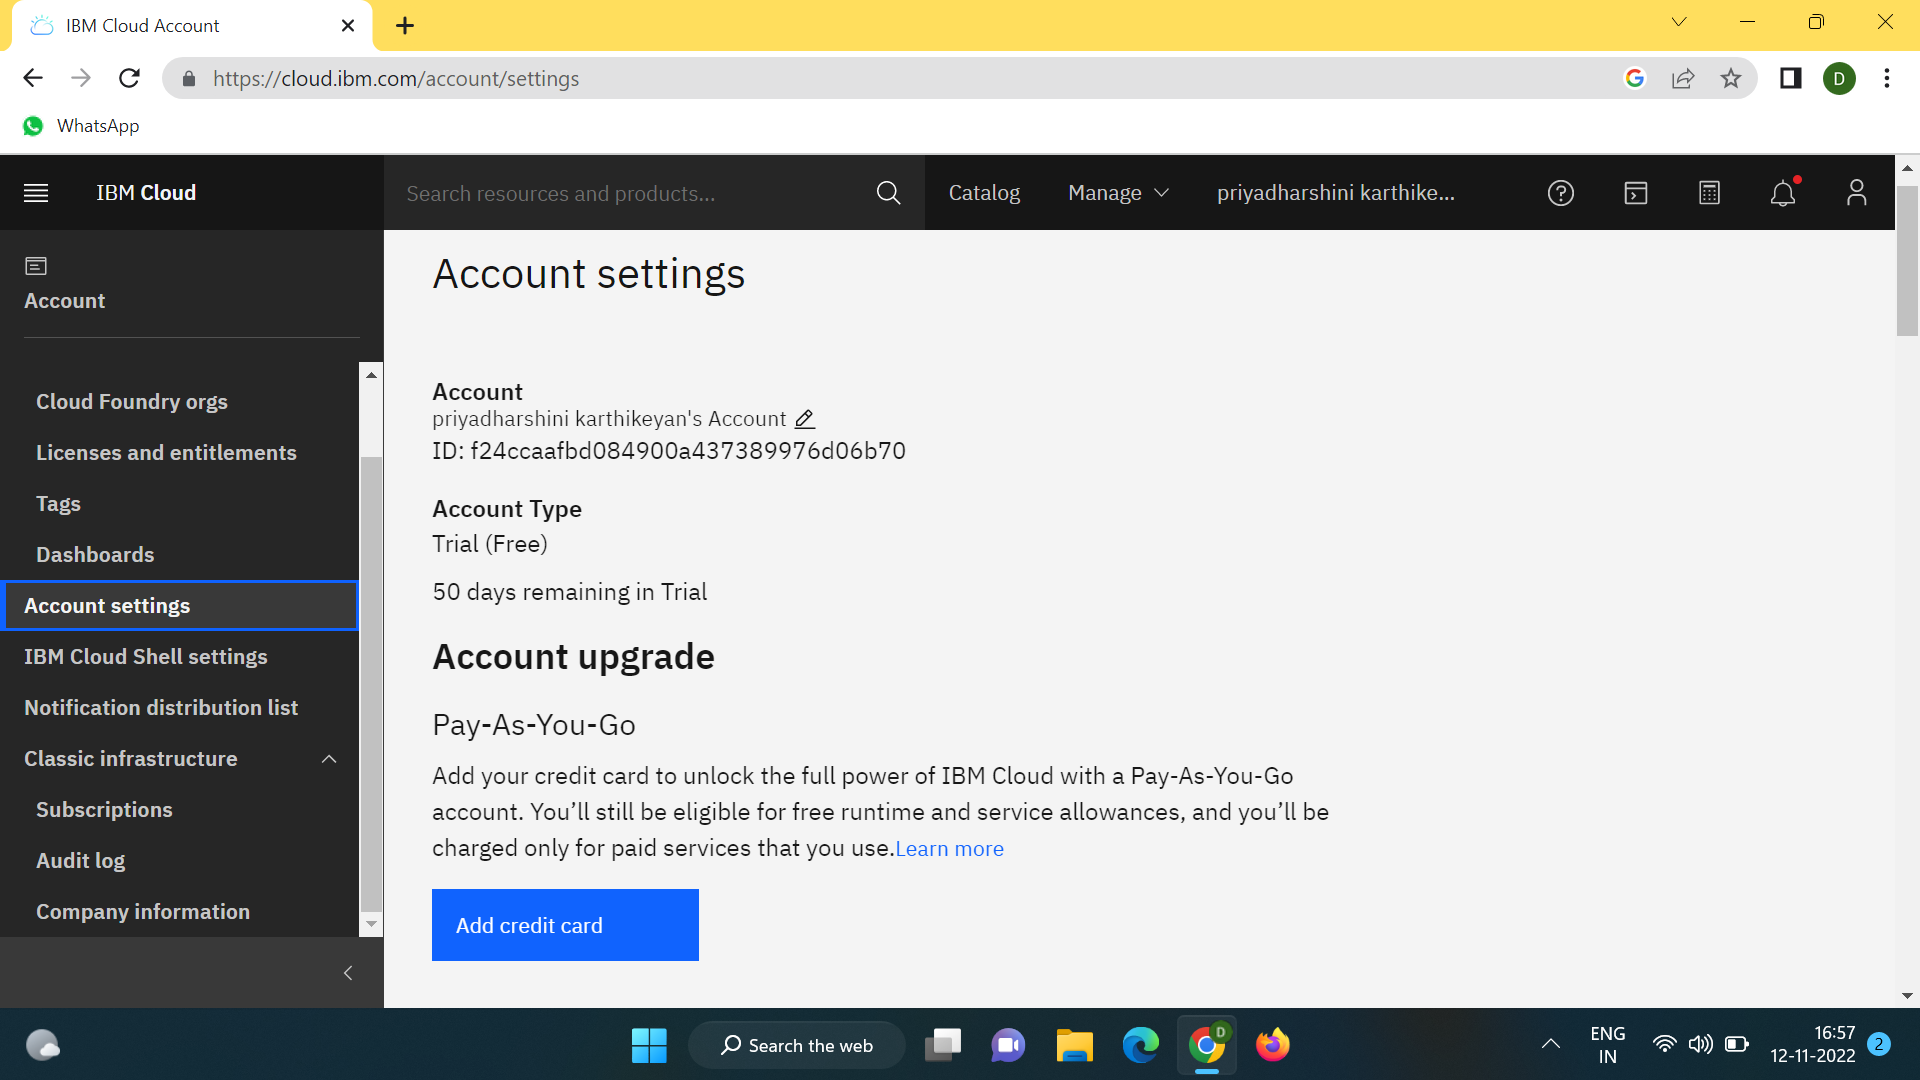 IBM Cloud Account
https://cloud.ibm.com/account/settings
D
WhatsApp
IBM Cloud
Search resources and products...
Catalog
Manage
priyadharshini karthike...
Account
Account settings
Account
priyadharshini karthikeyan's Account
ID: f24ccaafbd084900a437389976d06b70
Account Type
Trial (Free)
50 days remaining in Trial
Account upgrade
Pay-As-You-Go
Add your credit card to unlock the full power of IBM Cloud with a Pay-As-You-Go
account. You’ll still be eligible for free runtime and service allowances, and you’ll be
charged only for paid services that you use.Learn more
Add credit card
Cloud Foundry orgs
Licenses and entitlements
Tags
Dashboards
Account settings
IBM Cloud Shell settings
Notification distribution list
Classic infrastructure
Subscriptions
Audit log
Company information
Search the web
D
ENG
IN
16:57
12-11-2022
2